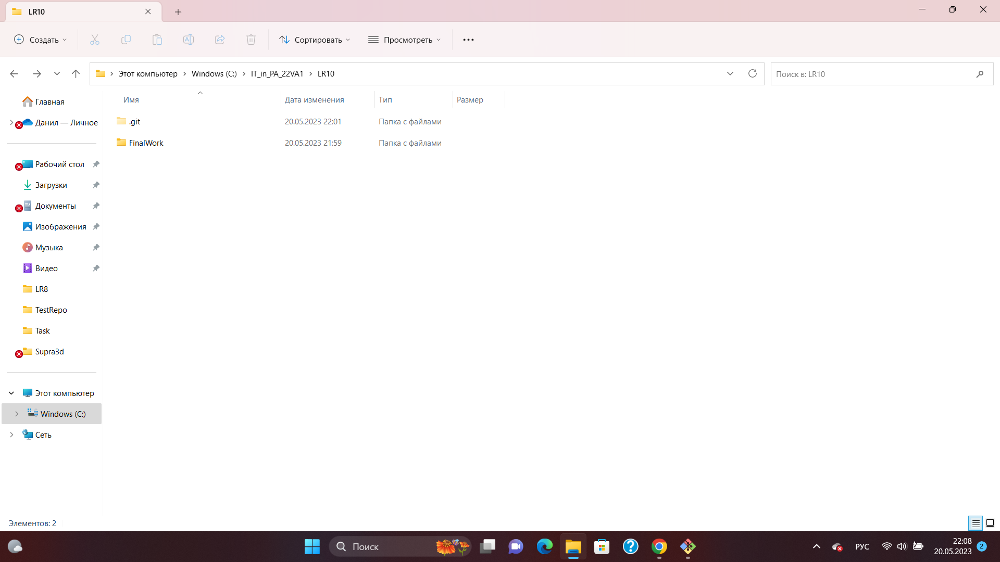 LR10
Создать
Сортировать
Просмотреть
Этот компьютер
Windows (C:)
IT_in_PA_22VA1
LR10
Поиск в: LR10
Имя
Дата изменения
Тип
Размер
.git
20.05.2023 22:01
Папка с файлами
FinalWork
20.05.2023 21:59
Папка с файлами
Главная
Данил — Личное
Рабочий стол
Загрузки
Документы
Изображения
Музыка
Видео
LR8
TestRepo
Task
Supra3d
Этот компьютер
Windows (C:)
Сеть
Элементов: 2
Поиск
РУС
22:08
20.05.2023
2